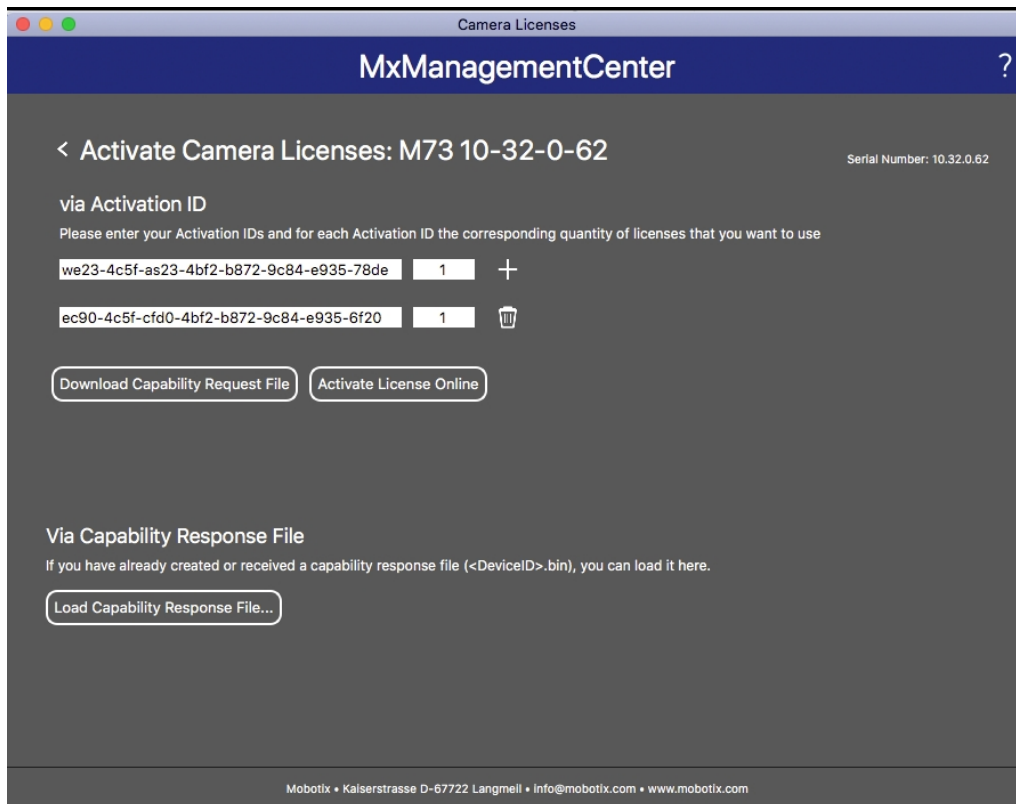 Camera Licenses
MxManagementCenter
?
< Activate Camera Licenses: M73 10-32-0-62
Serial Number: 10.32.0.62
via Activation ID
Please enter your Activation IDs and for each Activation ID the corresponding quantity of licenses that you want to use
we23-4c5f-as23-4bf2-b872-9c84-e935-78de 1 +
ec90-4c5f-cfd0-4bf2-b872-9c84-e935-6f20 1
Download Capability Request File Activate License Online
Via Capability Response File
If you have already created or received a capability response file (<DeviceID>.bin), you can load it here.
Load Capability Response File...
Mobotix • Kaiserstrasse D-67722 Langmeil • info@mobotix.com • www.mobotix.com